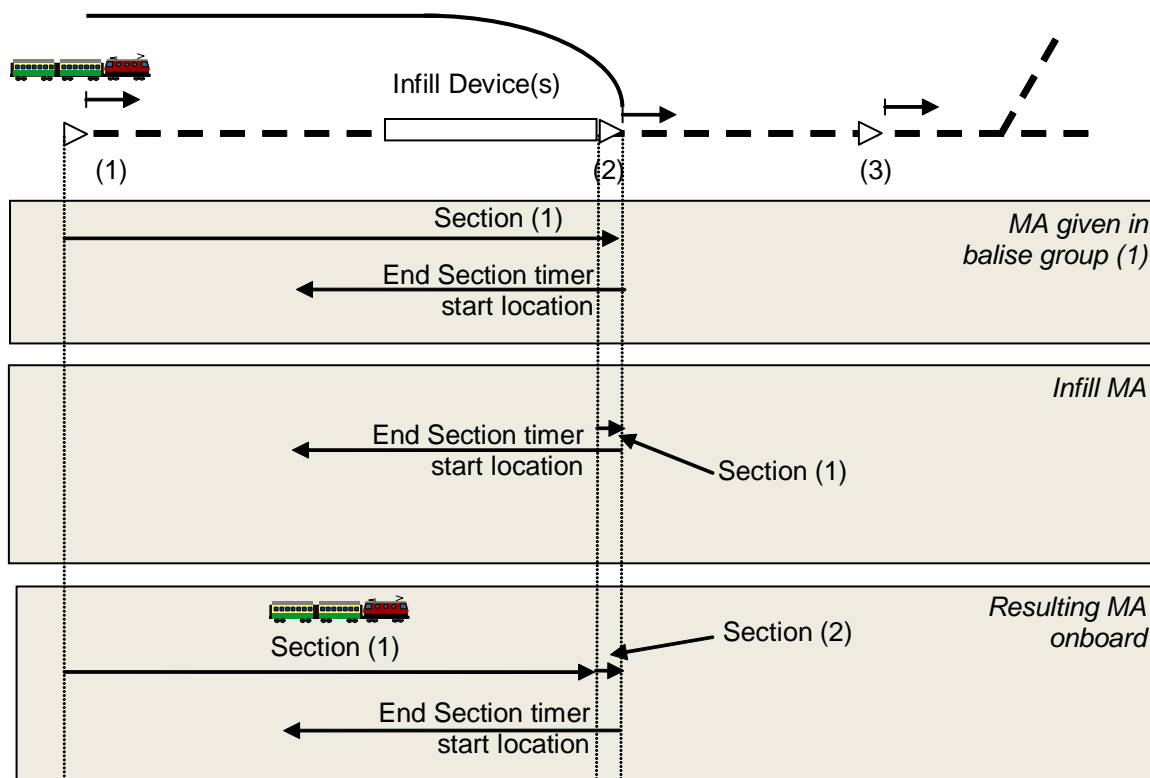 Infill Device(s)
(1)
(2)
(3)
Section (1)
MA given in
balise group (1)
End Section timer
start location
Infill MA
End Section timer
start location
Section (1)
Resulting MA
onboard
Section (2)
Section (1)
End Section timer
start location